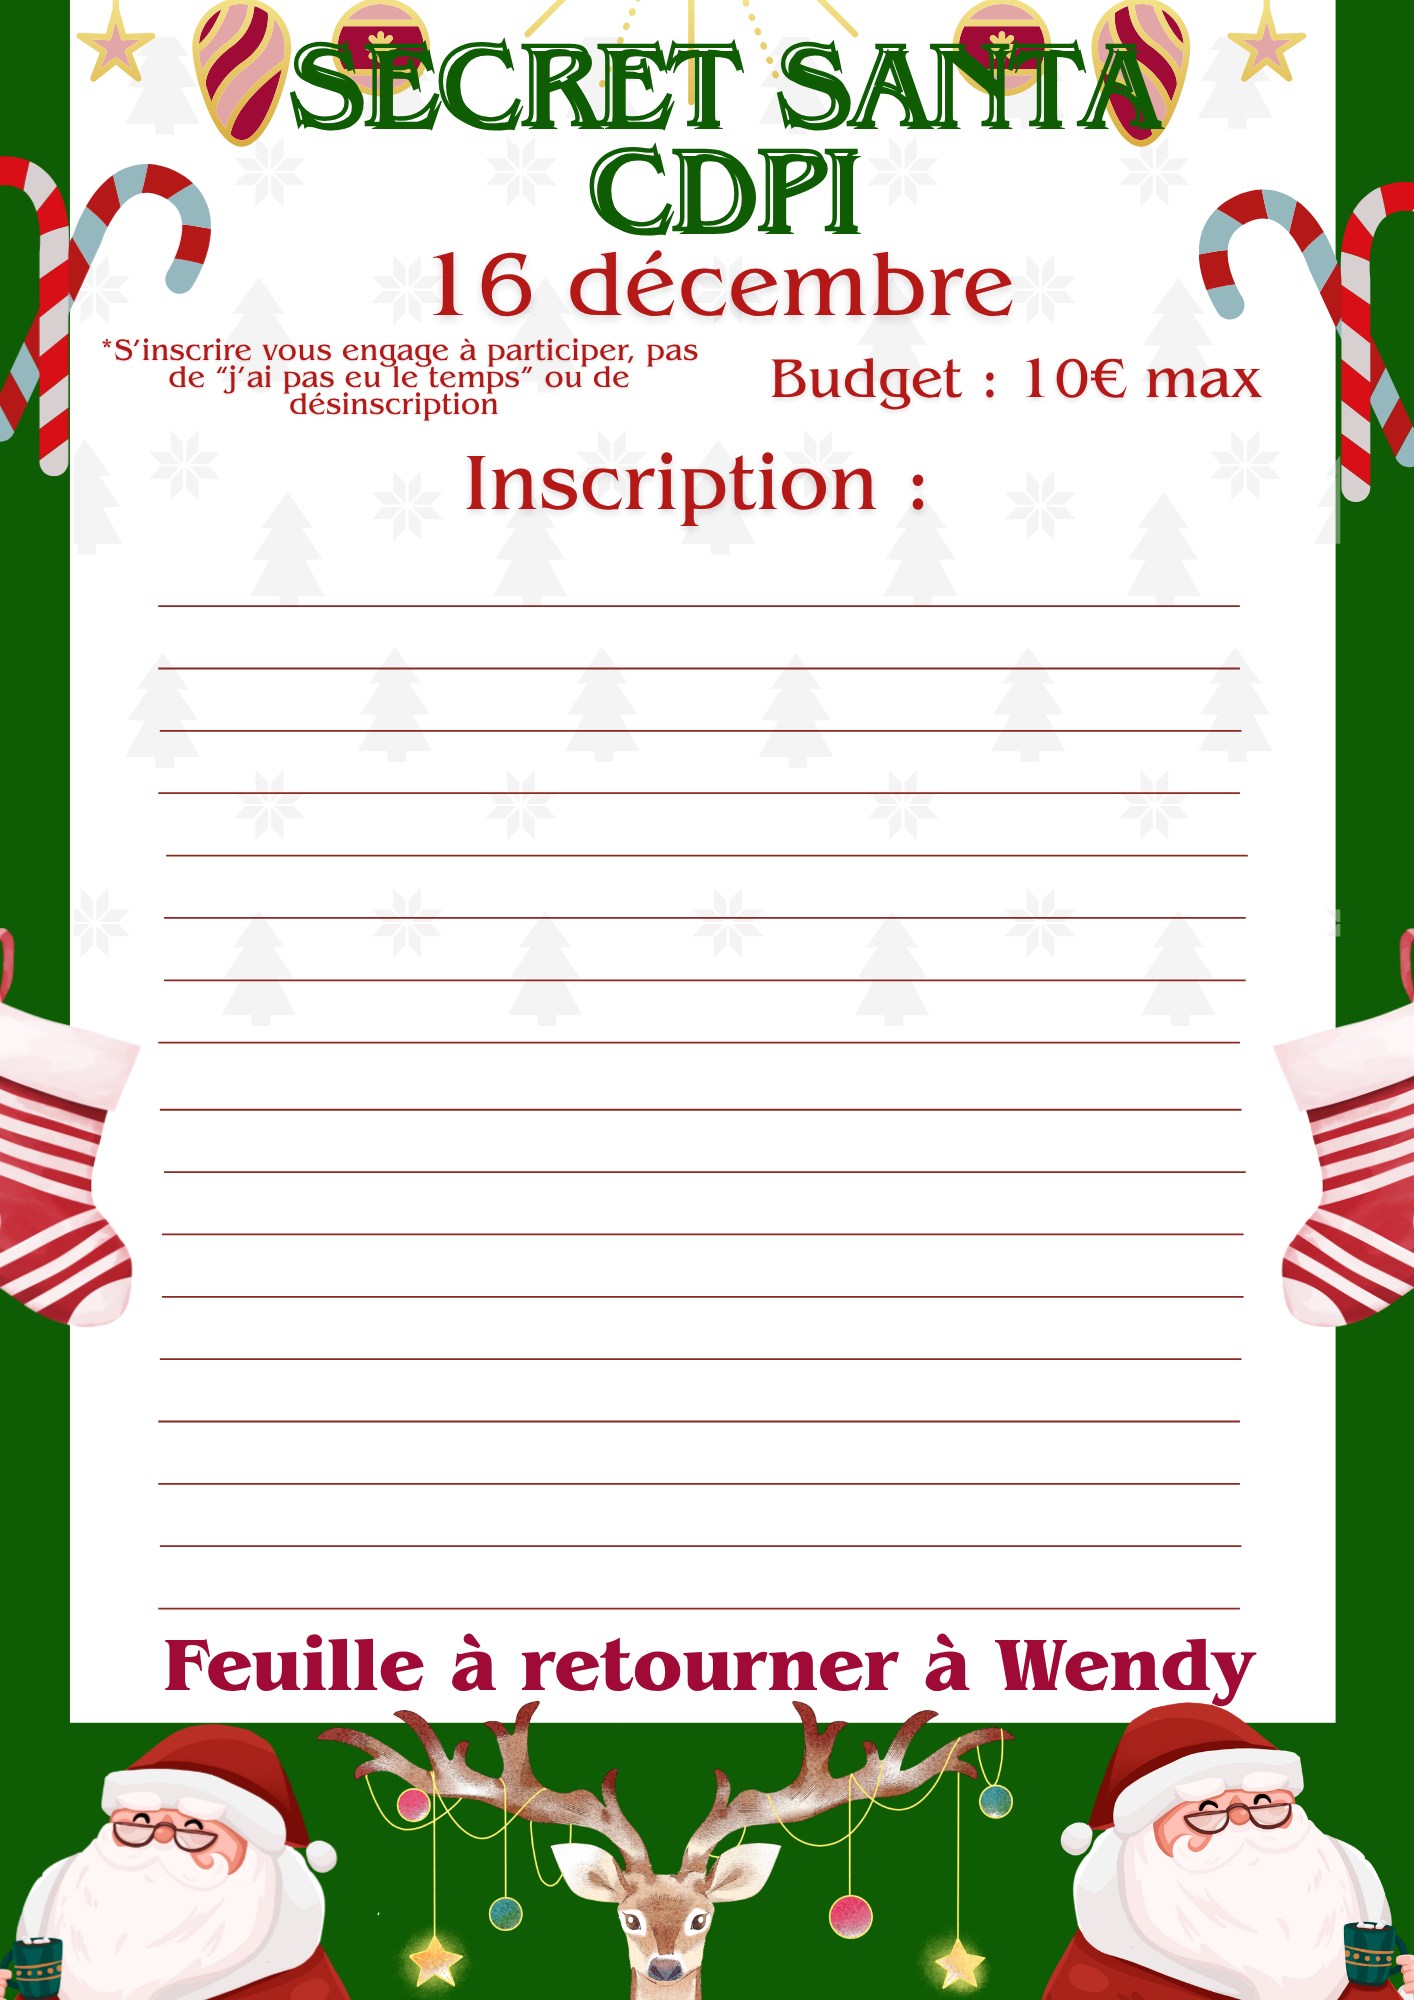 SECRET SANTA
CDPI
16 décembre
*S’inscrire vous engage à participer, pas
de “j’ai pas eu le temps” ou de
désinscription
Budget : 10€ max
Inscription :
Feuille à retourner à Wendy